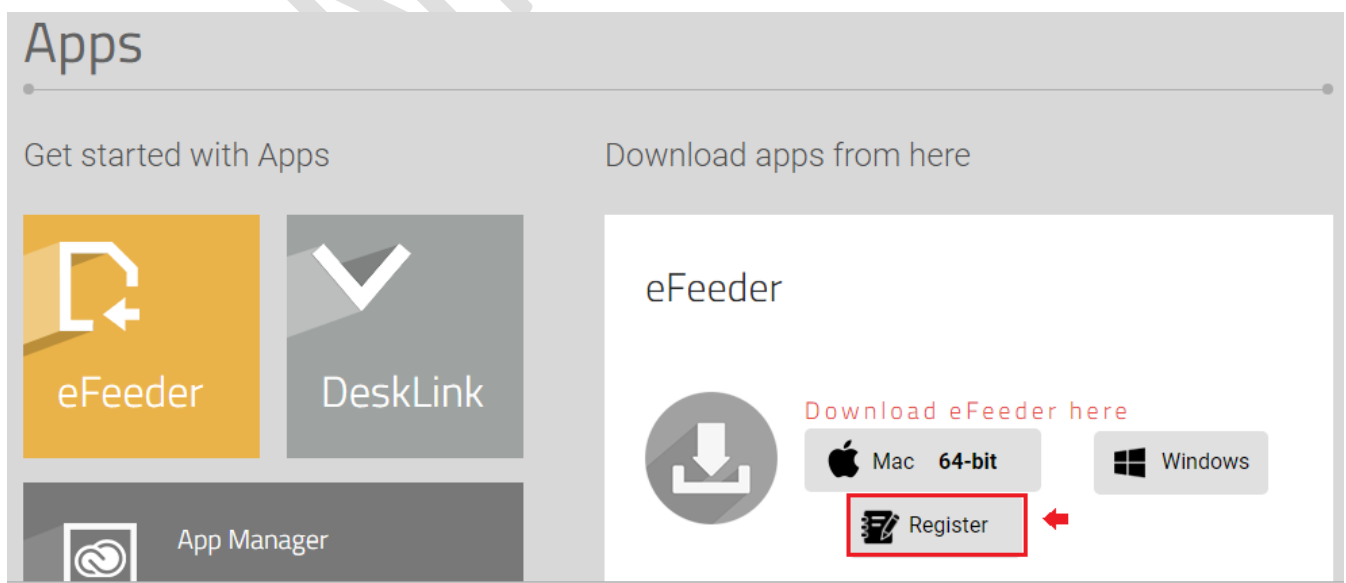 Apps
Get started with Apps
Download apps from here
eFeeder
DeskLink
App Manager
eFeeder
Download eFeeder here
Mac 64-bit
Windows
Register